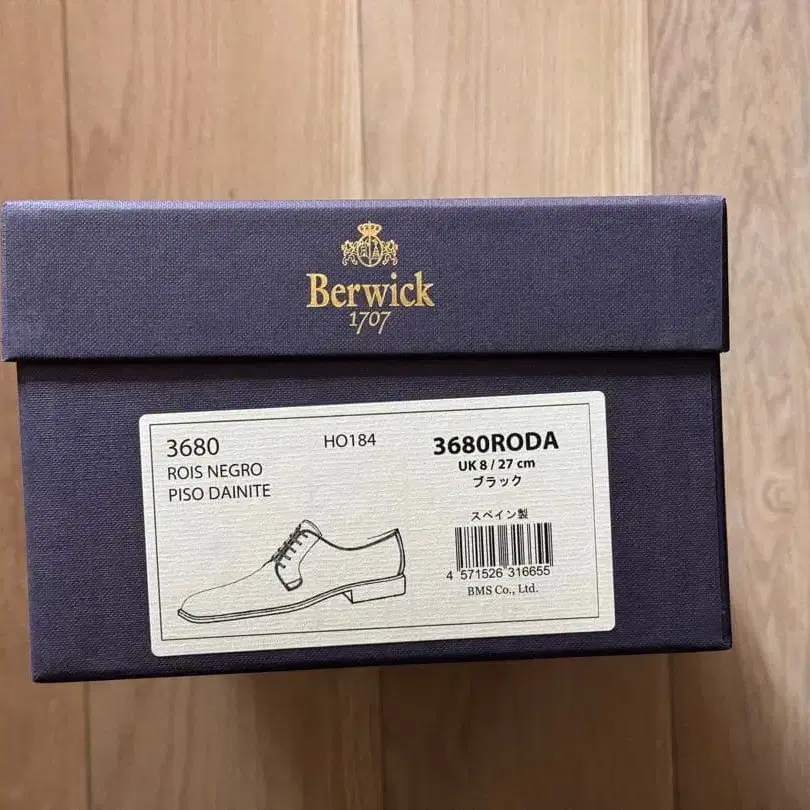 Berwick
1707
3680
ROIS NEGRO
PISO DAINITE
HO184
3680RODA
UK 8 / 27 cm
ブラック
スペイン製
4 571526 316655
BMS Co., Ltd.